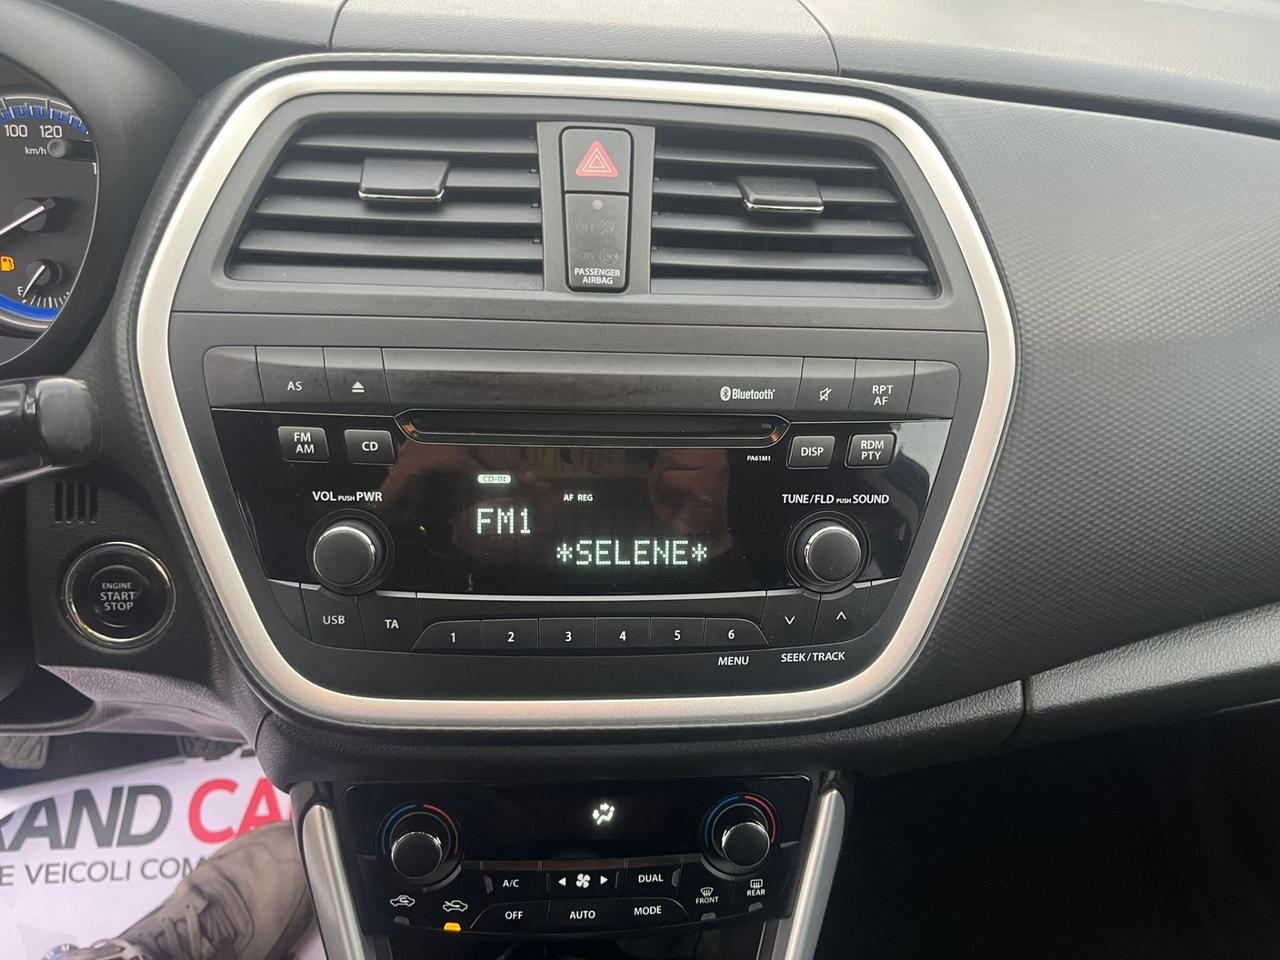 100 120
km/h
1
E
OFF
ON
PASSENGER
AIRBAG
AS
Bluetooth
RPT
AF
FM
AM
CD
DISP
RDM
PTY
PA61M1
CD-IN
AF REG
VOL PUSH PWR
TUNE/FLD PUSH SOUND
FM1
*SELENE*
ENGINE
START
STOP
USB
TA
1 2 3 4 5 6
MENU
SEEK/TRACK
RAND CA
E VEICOLI COM
A/C
DUAL
FRONT
REAR
OFF
AUTO
MODE